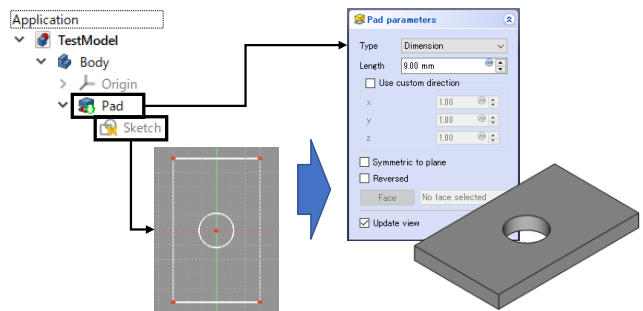 Application
TestModel
Body
Origin
Pad
Sketch
Pad parameters
Type Dimension
Length 9.00 mm
Use custom direction
x 1.00
y 1.00
z 1.00
Symmetric to plane
Reversed
Face No face selected
Update view